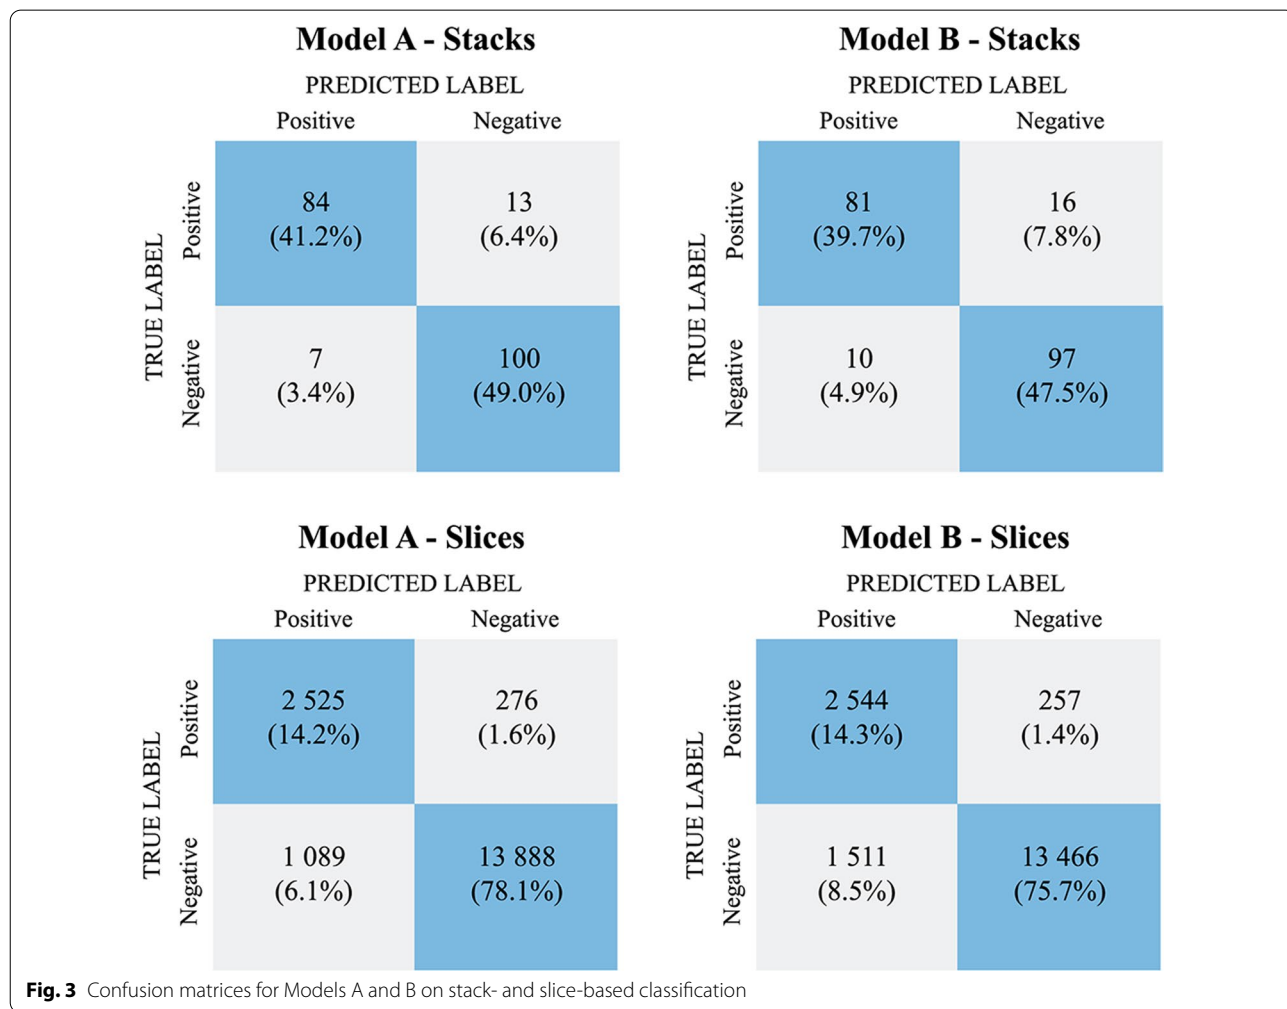 Model A - Stacks
PREDICTED LABEL
Positive Negative
TRUE LABEL
Positive
84 13
(41.2%) (6.4%)
Negative
7 100
(3.4%) (49.0%)
Model B - Stacks
PREDICTED LABEL
Positive Negative
TRUE LABEL
Positive
81 16
(39.7%) (7.8%)
Negative
10 97
(4.9%) (47.5%)
Model A - Slices
PREDICTED LABEL
Positive Negative
TRUE LABEL
Positive
2 525 276
(14.2%) (1.6%)
Negative
1 089 13 888
(6.1%) (78.1%)
Model B - Slices
PREDICTED LABEL
Positive Negative
TRUE LABEL
Positive
2 544 257
(14.3%) (1.4%)
Negative
1 511 13 466
(8.5%) (75.7%)
Fig. 3 Confusion matrices for Models A and B on stack- and slice-based classification